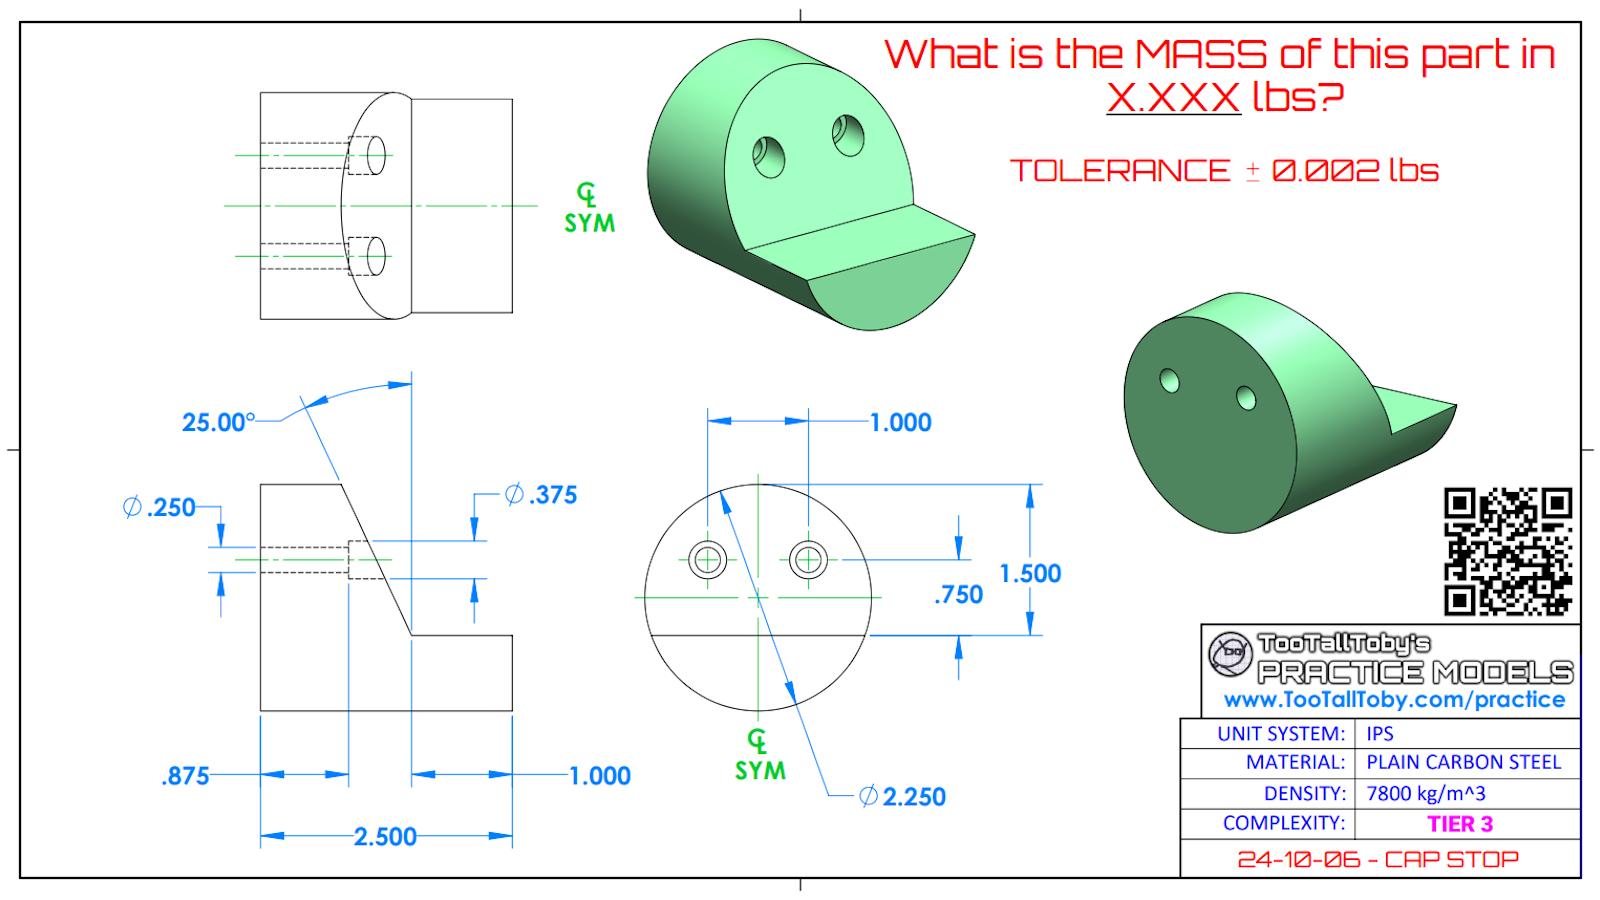 What is the MASS of this part in
X.XXX lbs?
TOLERANCE ± 0.002 lbs
℄
SYM
25.00°
∅ .250
∅ .375
1.000
1.500
.750
.875
1.000
2.500
℄
SYM
∅ 2.250
TooTallToby's
PRACTICE MODELS
www.TooTallToby.com/practice
UNIT SYSTEM: IPS
MATERIAL: PLAIN CARBON STEEL
DENSITY: 7800 kg/m^3
COMPLEXITY: TIER 3
24-10-06 - CAP STOP